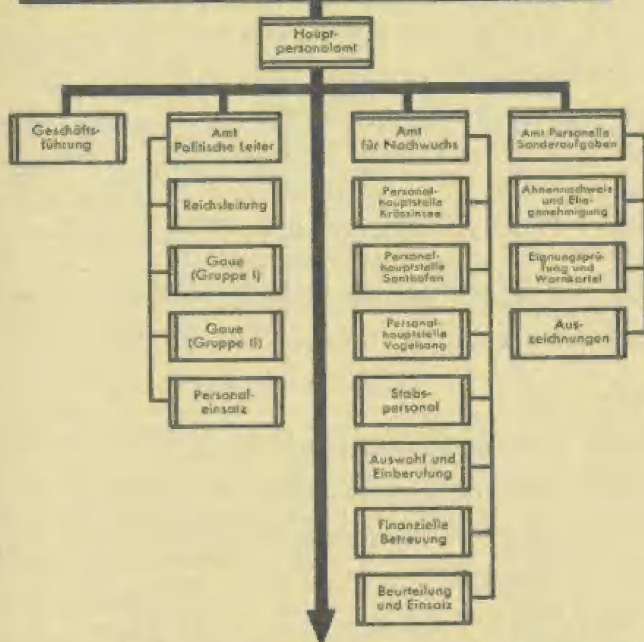 Haupt-
personalamt
Geschäfts-
führung
Amt
Politische Leiter
Reichsleitung
Gaue
(Gruppe I)
Gaue
(Gruppe II)
Personal-
einsatz
Amt
für Nachwuchs
Personal-
hauptstelle
Krössinsee
Personal-
hauptstelle
Sonthofen
Personal-
hauptstelle
Vogelsang
Stabs-
personal
Auswahl und
Einberufung
Finanzielle
Betreuung
Beurteilung
und Einsatz
Amt Personelle
Sonderaufgaben
Ahnennachweis
und Ehe-
genehmigung
Eignungsprü-
fung und
Warnkartei
Aus-
zeichnungen